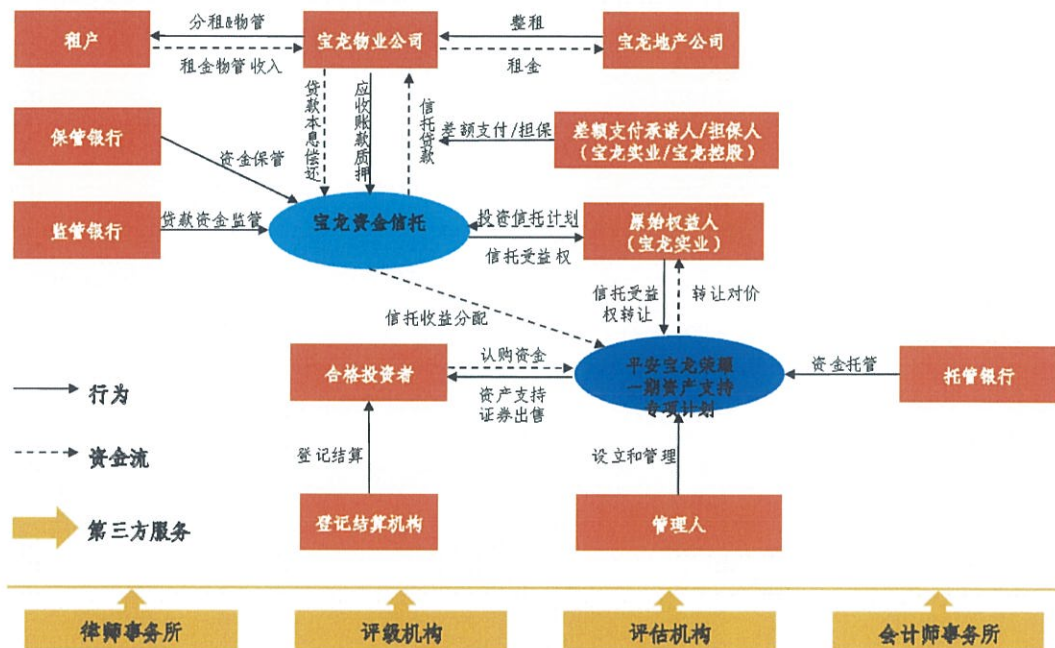 分租&物管
整租
租户
宝龙物业公司
宝龙地产公司
租金物管收入
租金
贷款本息偿还
应收账款质押
信托贷款
差额支付/担保
差额支付承诺人/担保人
（宝龙实业/宝龙控股）
保管银行
资金保管
监管银行
贷款资金监管
宝龙资金信托
投资信托计划
信托受益权
原始权益人
（宝龙实业）
信托收益分配
信托受益
权转让
转让对价
合格投资者
认购资金
资产支持
证券出售
平安宝龙荣耀
一期资产支持
专项计划
资金托管
托管银行
行为
资金流
第三方服务
登记结算
设立和管理
登记结算机构
管理人
律师事务所
评级机构
评估机构
会计师事务所